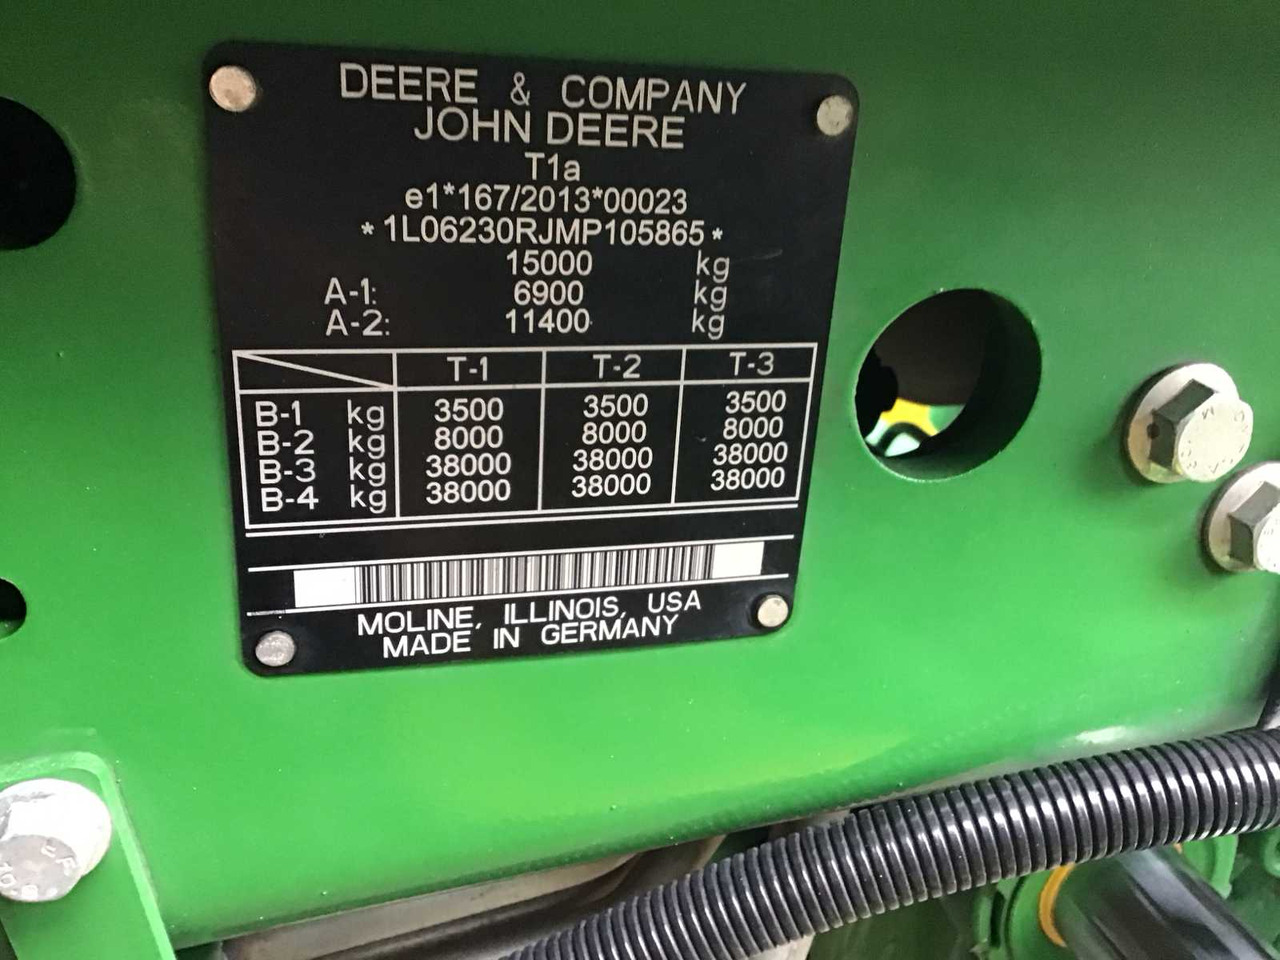 DEERE & COMPANY
JOHN DEERE
T1a
e1*167/2013*00023
*1L06230RJMP105865*
15000 kg
A-1: 6900 kg
A-2: 11400 kg
T-1 T-2 T-3
B-1 kg 3500 3500 3500
B-2 kg 8000 8000 8000
B-3 kg 38000 38000 38000
B-4 kg 38000 38000 38000
MOLINE, ILLINOIS, USA
MADE IN GERMANY